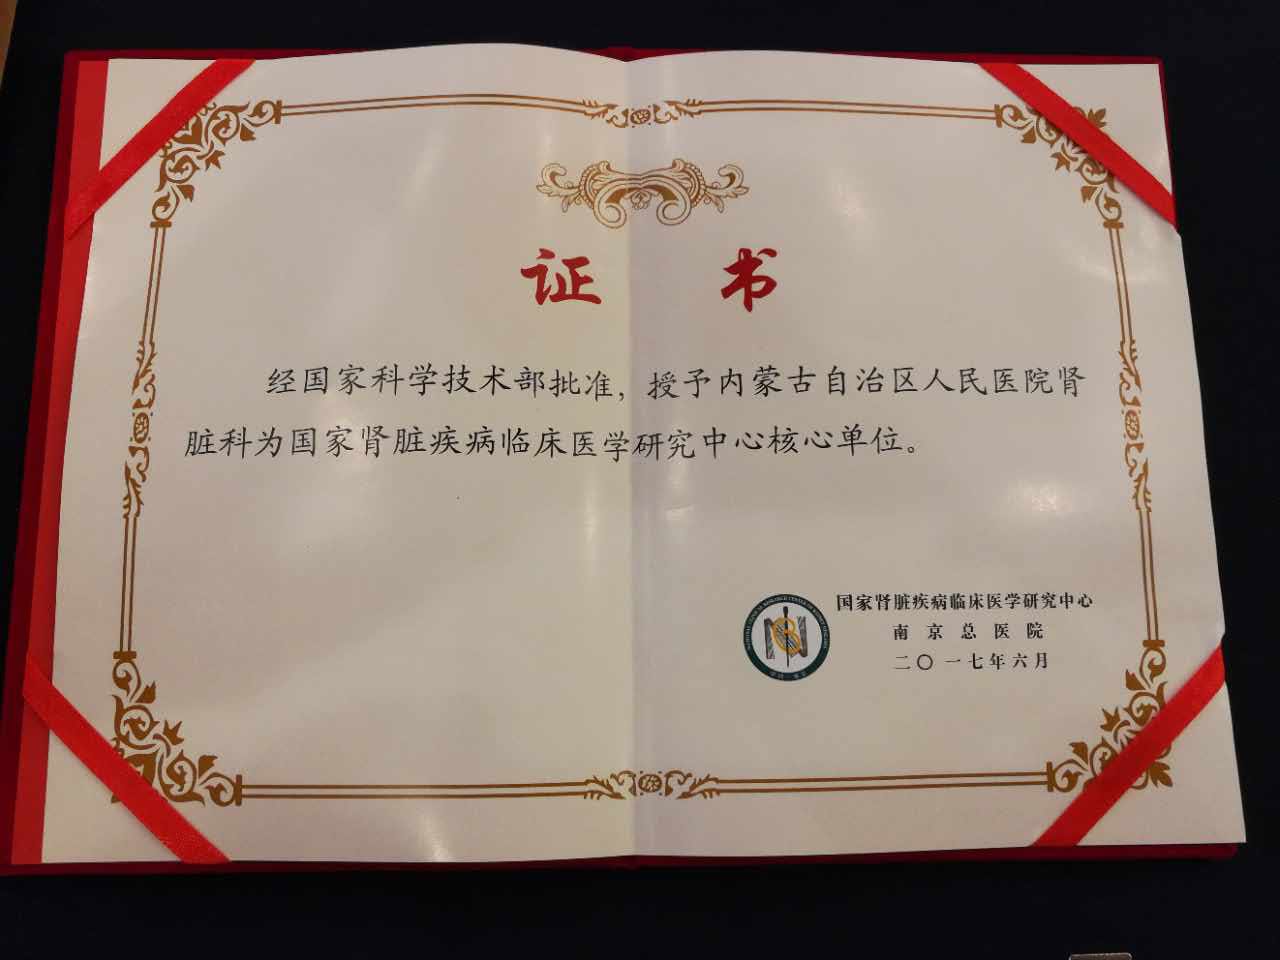 证 书
经国家科学技术部批准，授予内蒙古自治区人民医院肾
脏科为国家肾脏疾病临床医学研究中心核心单位。
国家肾脏疾病临床医学研究中心
南京总医院
二〇一七年六月